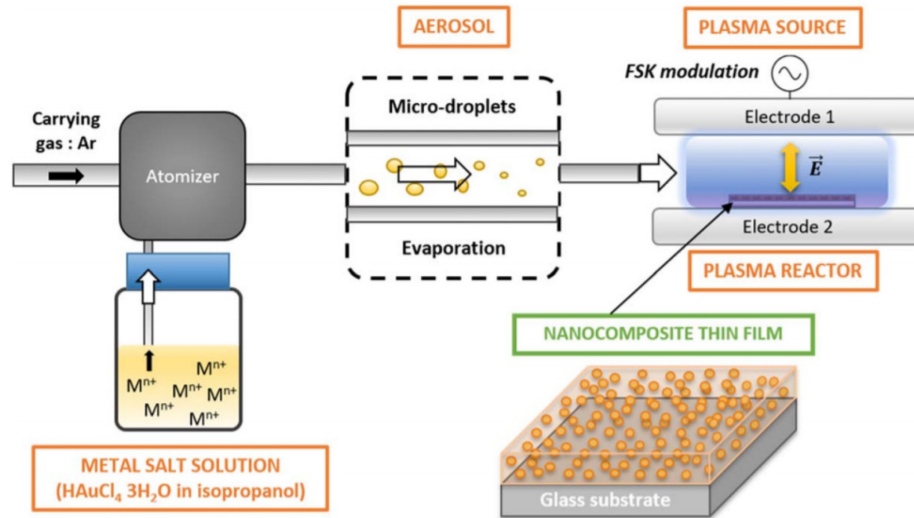 AEROSOL
PLASMA SOURCE
FSK modulation
Carrying
gas : Ar
Atomizer
Micro-droplets
Evaporation
Electrode 1
E⃗
Electrode 2
PLASMA REACTOR
NANOCOMPOSITE THIN FILM
Mⁿ⁺
Mⁿ⁺
Mⁿ⁺ Mⁿ⁺
Mⁿ⁺
Mⁿ⁺
METAL SALT SOLUTION
(HAuCl₄ 3H₂O in isopropanol)
Glass substrate